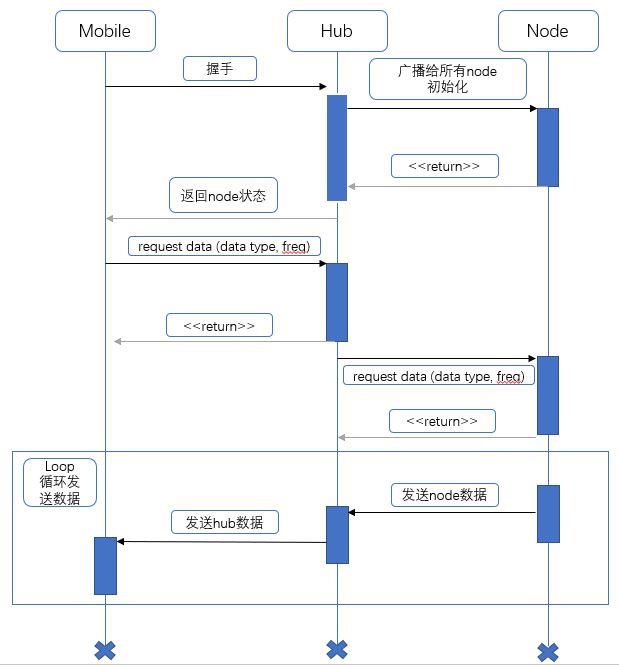 Mobile
Hub
Node
握手
广播给所有node
初始化
<<return>>
返回node状态
request data (data type, freq)
<<return>>
request data (data type, freq)
<<return>>
Loop
循环发
送数据
发送node数据
发送hub数据